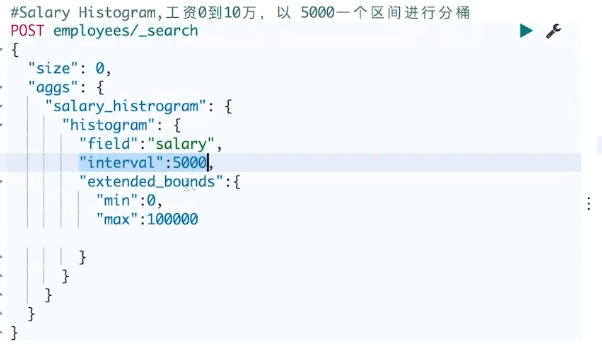 #Salary Histogram,工资0到10万, 以 5000一个区间进行分桶
POST employees/_search
{
  "size": 0,
  "aggs": {
    "salary_histrogram": {
      "histogram": {
        "field":"salary",
        "interval":5000,
        "extended_bounds":{
          "min":0,
          "max":100000

        }
      }
    }
  }
}